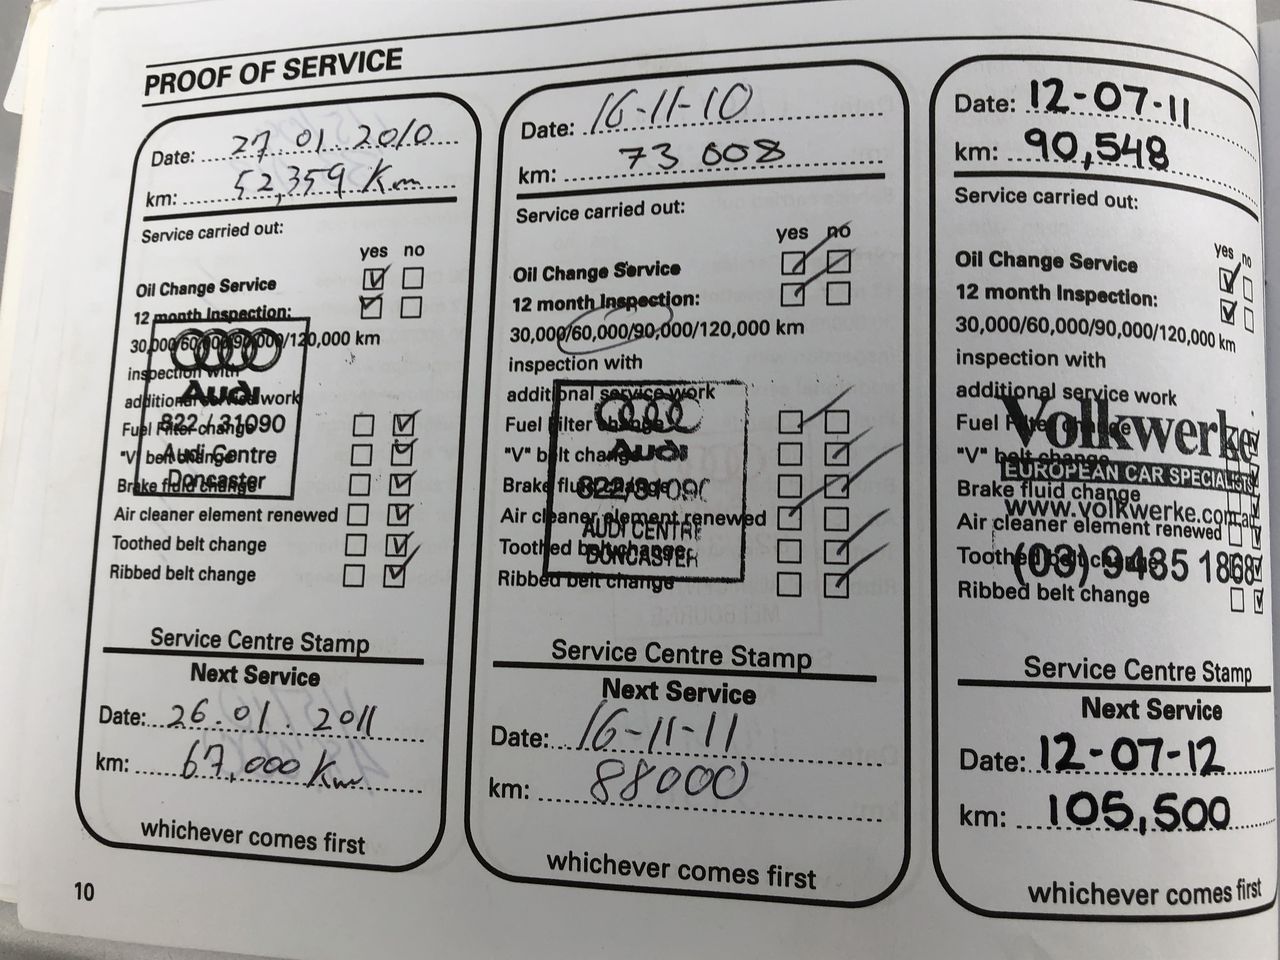 PROOF OF SERVICE
Date: 27.01.2010
km: 52,359 Km
Service carried out:
yes no
Oil Change Service
12 month Inspection:
30,000/60,000/90,000/120,000 km
inspection with
additional service work
Fuel Filter change
"V" belt change
Brake fluid change
Air cleaner element renewed
Toothed belt change
Ribbed belt change
Audi
822 / 31090
Audi Centre
Doncaster
Service Centre Stamp
Next Service
Date: 26.01.2011
km: 67,000 Km
whichever comes first
10
Date: 16-11-10
km: 73 008
Service carried out:
yes no
Oil Change Service
12 month Inspection:
30,000/60,000/90,000/120,000 km
inspection with
additional service work
Fuel Filter change
"V" belt change
Brake fluid change
Air cleaner element renewed
Toothed belt change
Ribbed belt change
Audi
822/31090
AUDI CENTRE
DONCASTER
Service Centre Stamp
Next Service
Date: 16-11-11
km: 88000
whichever comes first
Date: 12-07-11
km: 90,548
Service carried out:
yes no
Oil Change Service
12 month Inspection:
30,000/60,000/90,000/120,000 km
inspection with
additional service work
Fuel Filter change
"V" belt change
Brake fluid change
Air cleaner element renewed
Toothed belt change
Ribbed belt change
Volkwerke
EUROPEAN CAR SPECIALISTS
www.volkwerke.com.au
(03) 9485 1868
Service Centre Stamp
Next Service
Date: 12-07-12
km: 105,500
whichever comes first